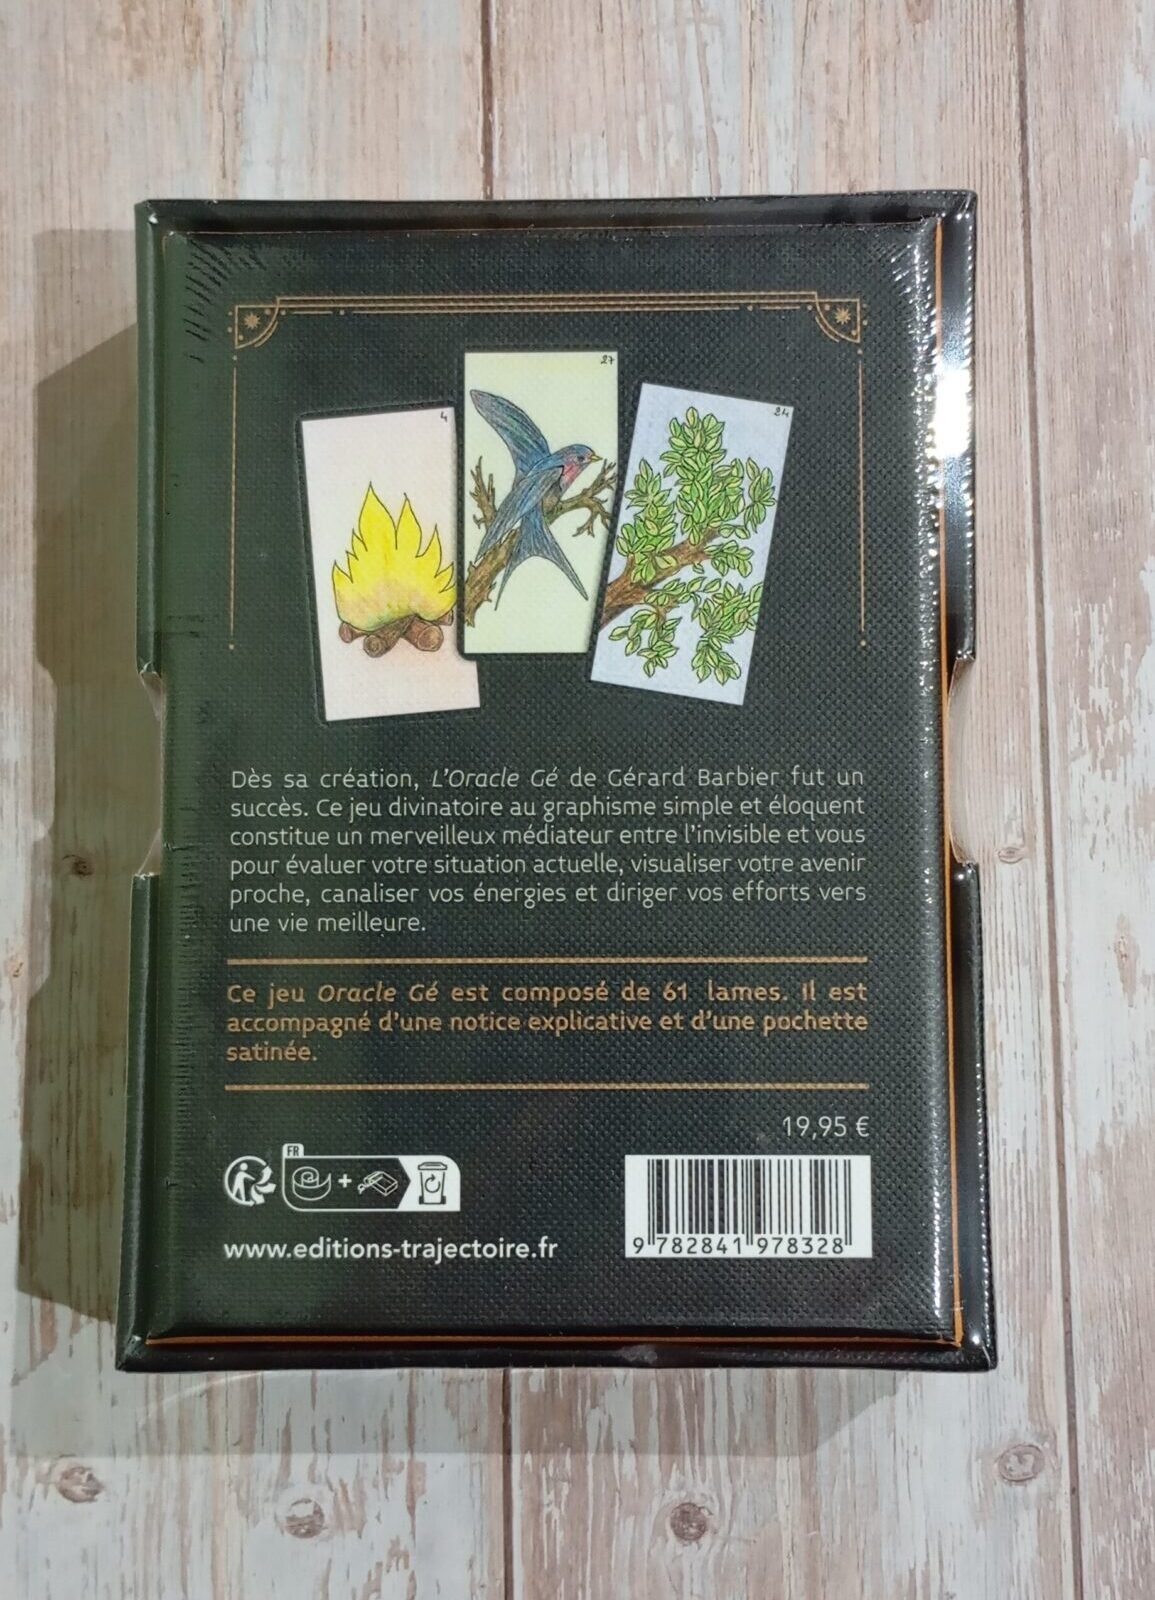 4
27
24
Dès sa création, L'Oracle Gé de Gérard Barbier fut un
succès. Ce jeu divinatoire au graphisme simple et éloquent
constitue un merveilleux médiateur entre l'invisible et vous
pour évaluer votre situation actuelle, visualiser votre avenir
proche, canaliser vos énergies et diriger vos efforts vers
une vie meilleure.
Ce jeu Oracle Gé est composé de 61 lames. Il est
accompagné d'une notice explicative et d'une pochette
satinée.
19,95 €
FR
+
www.editions-trajectoire.fr
9 782841 978328